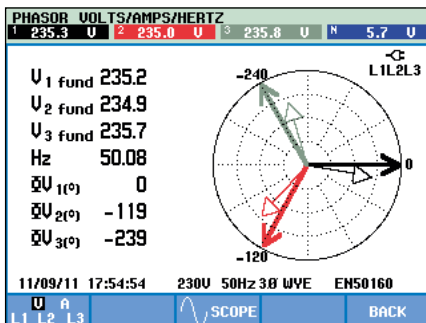 PHASOR VOLTS/AMPS/HERTZ
1 235.3 V 2 235.0 V 3 235.8 V N 5.7 V
L1L2L3
V1 fund 235.2
V2 fund 234.9
V3 fund 235.7
Hz 50.08
ΦV1(°) 0
ΦV2(°) -119
ΦV3(°) -239
-240
0
-120
11/09/11 17:54:54 230V 50Hz 3Ø WYE EN50160
V A
L1 L2 L3
SCOPE
BACK